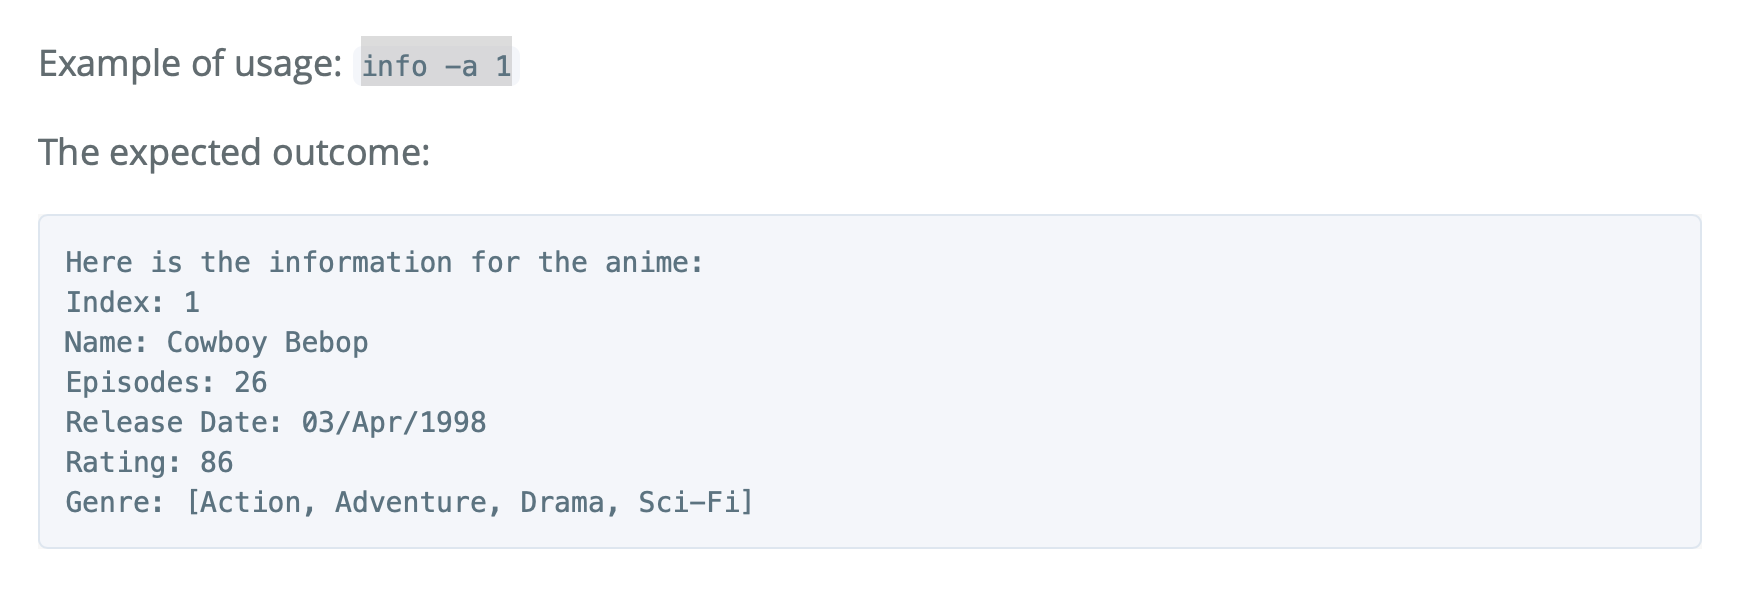 Example of usage: info -a 1
The expected outcome:
Here is the information for the anime:
Index: 1
Name: Cowboy Bebop
Episodes: 26
Release Date: 03/Apr/1998
Rating: 86
Genre: [Action, Adventure, Drama, Sci-Fi]